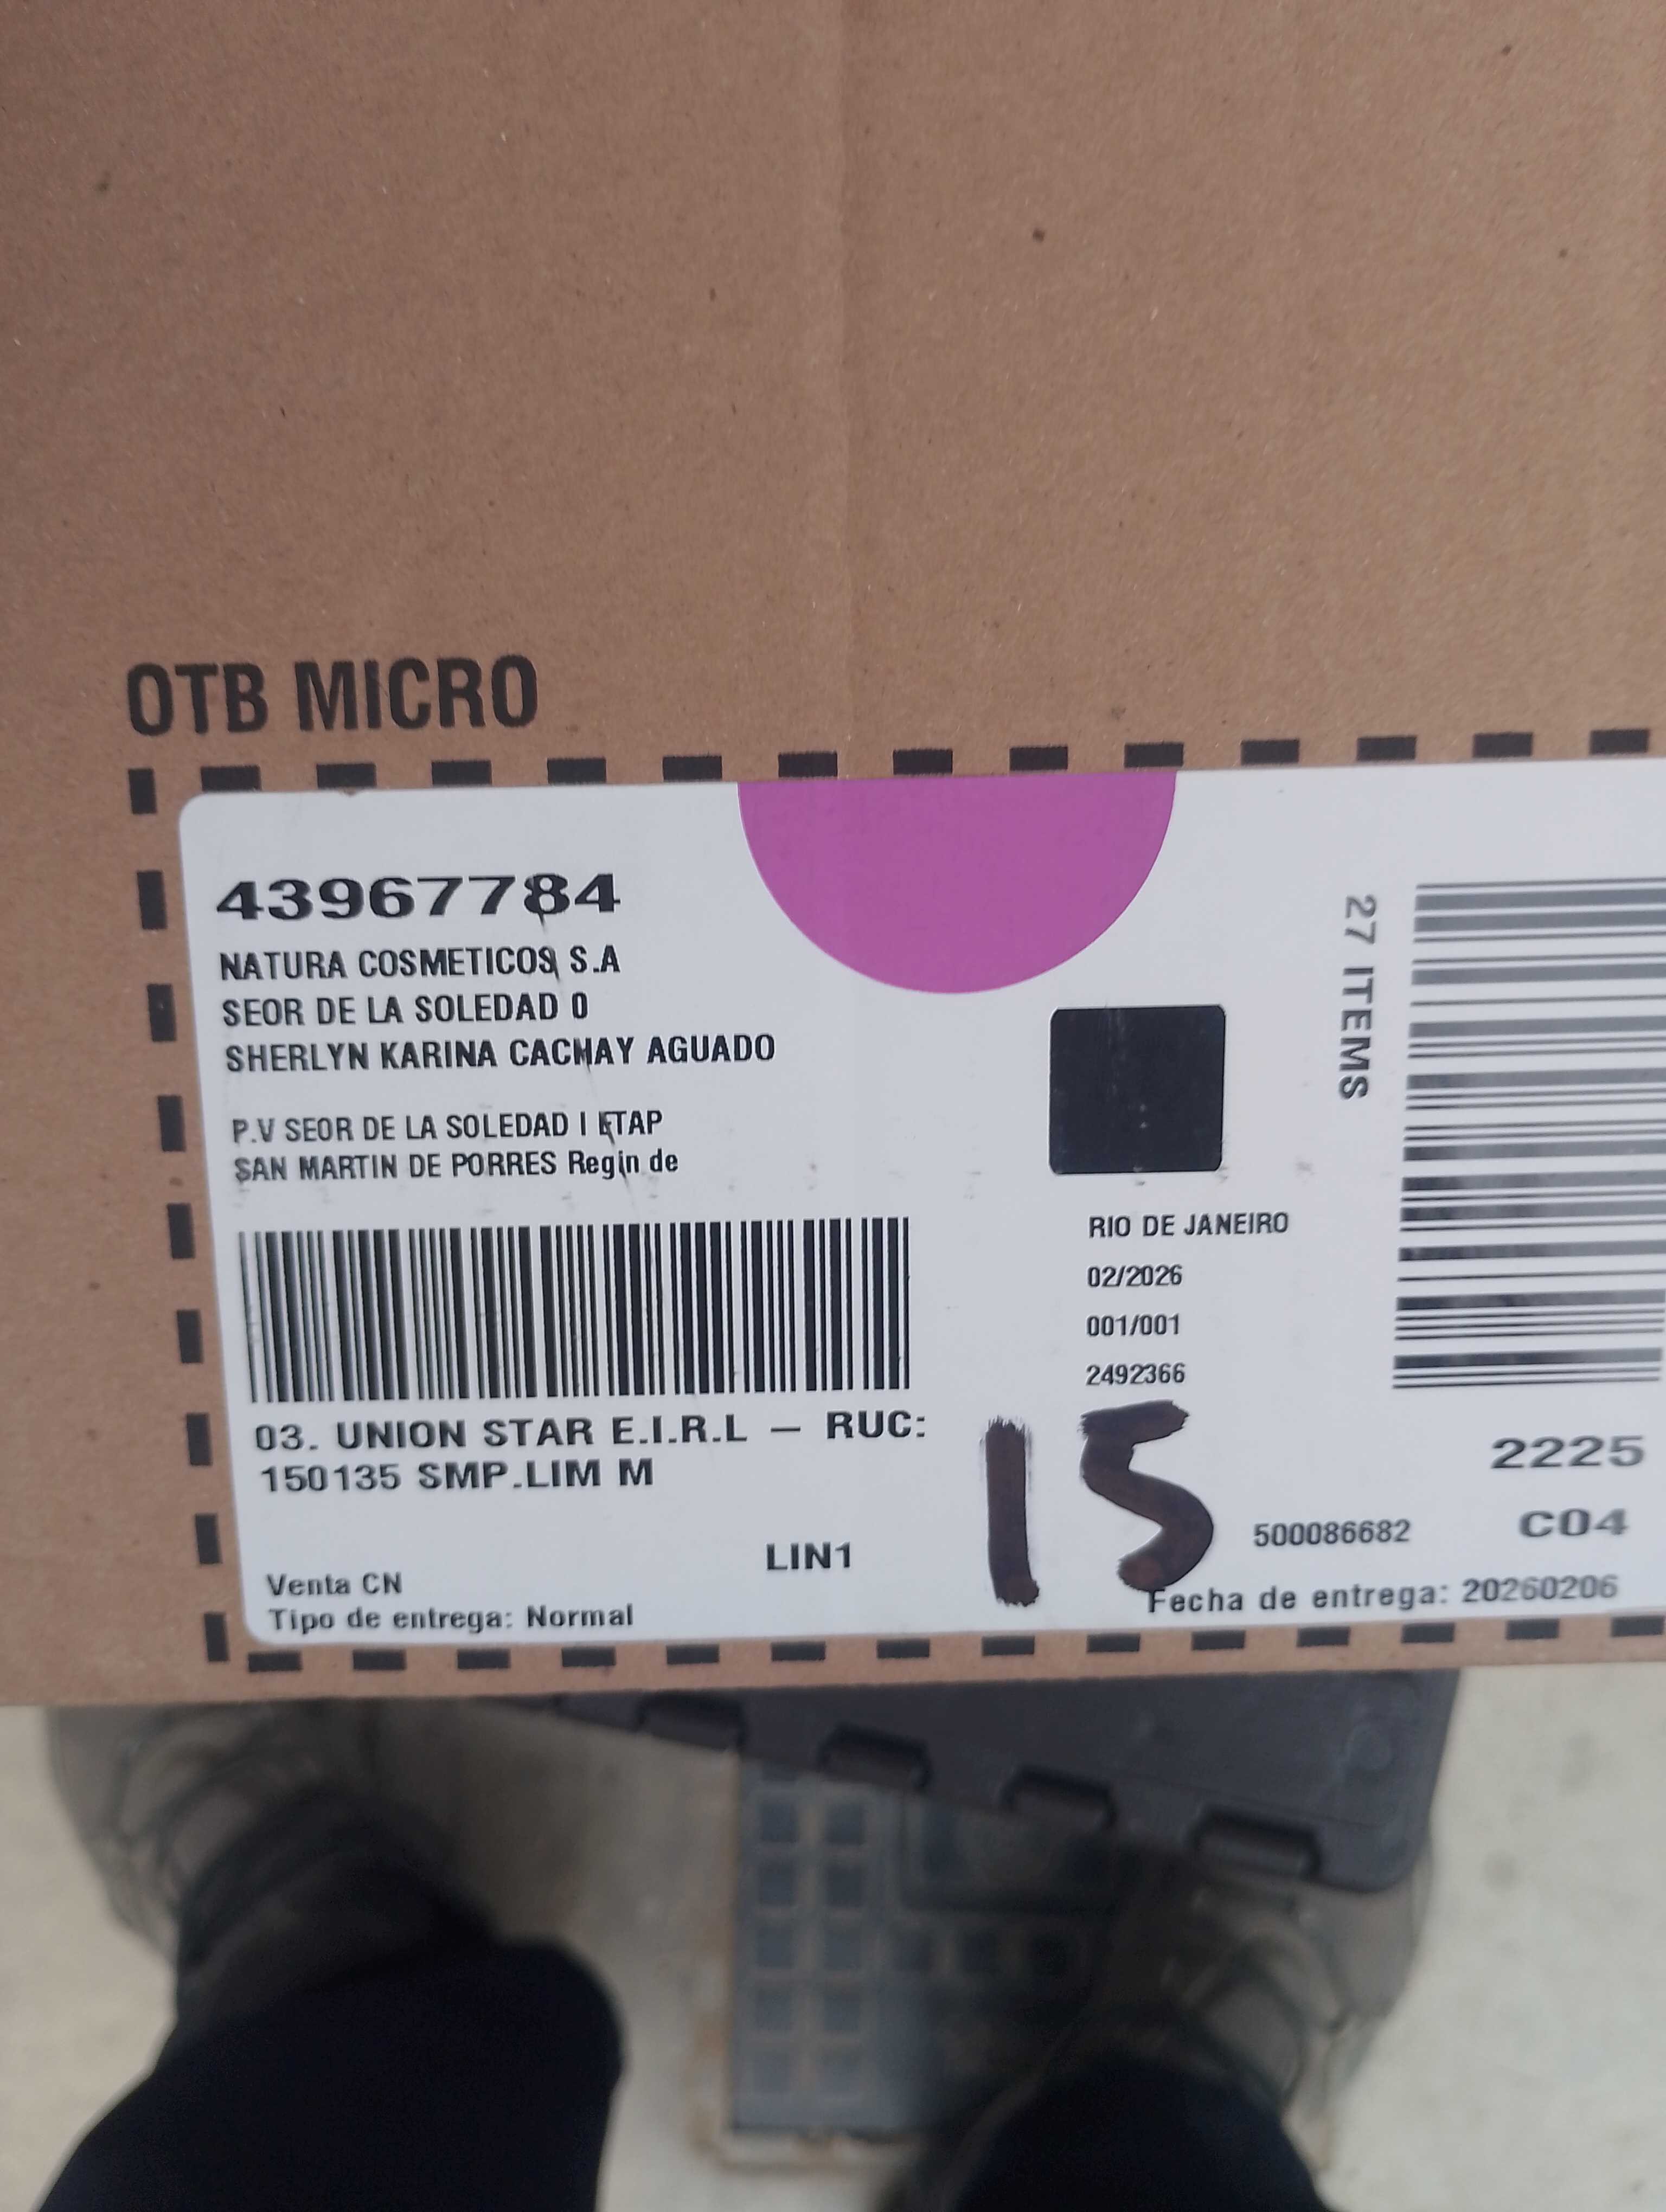 OTB MICRO
43967784
NATURA COSMETICOS S.A
SEOR DE LA SOLEDAD 0
SHERLYN KARINA CACHAY AGUADO
P.V SEOR DE LA SOLEDAD I ETAP
SAN MARTIN DE PORRES Regin de
27 ITEMS
RIO DE JANEIRO
02/2026
001/001
2492366
03. UNION STAR E.I.R.L – RUC:
150135 SMP.LIM M
15
2225
LIN1
500086682
C04
Venta CN
Tipo de entrega: Normal
Fecha de entrega: 20260206